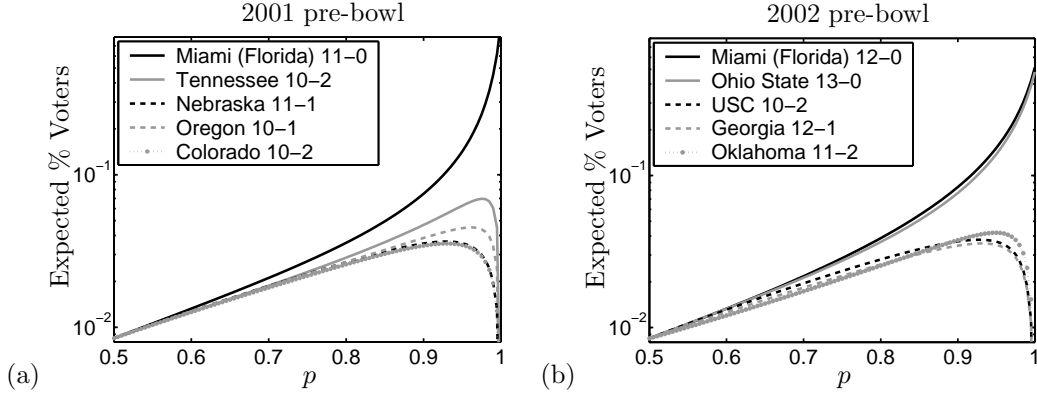 2001 pre-bowl
Expected % Voters
Miami (Florida) 11−0
Tennessee 10−2
Nebraska 11−1
Oregon 10−1
Colorado 10−2
10−1
10−2
0.5 0.6 0.7 0.8 0.9 1
p
(a)
2002 pre-bowl
Expected % Voters
Miami (Florida) 12−0
Ohio State 13−0
USC 10−2
Georgia 12−1
Oklahoma 11−2
10−1
10−2
0.5 0.6 0.7 0.8 0.9 1
p
(b)